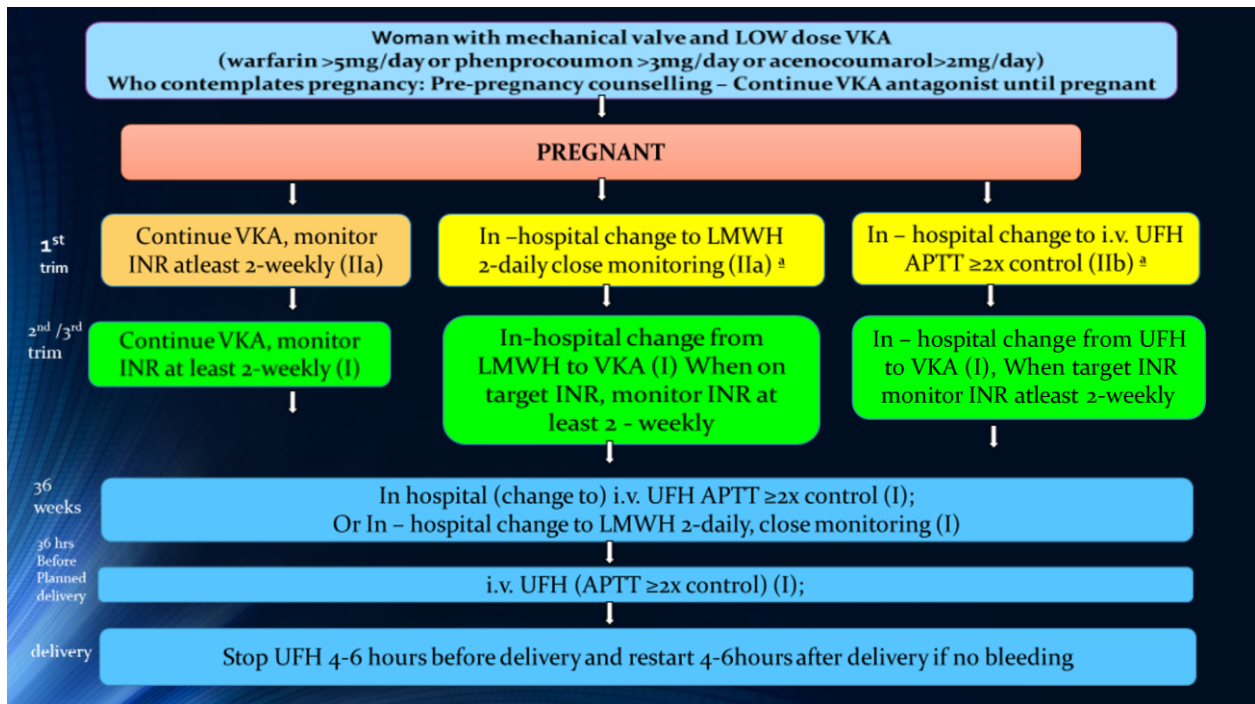 Woman with mechanical valve and LOW dose VKA
(warfarin >5mg/day or phenprocoumon >3mg/day or acenocoumarol>2mg/day)
Who contemplates pregnancy: Pre-pregnancy counselling – Continue VKA antagonist until pregnant
PREGNANT
1st
trim
Continue VKA, monitor
INR atleast 2-weekly (IIa)
In –hospital change to LMWH
2-daily close monitoring (IIa) a
In – hospital change to i.v. UFH
APTT ≥2x control (IIb) a
2nd /3rd
trim
Continue VKA, monitor
INR at least 2-weekly (I)
In-hospital change from
LMWH to VKA (I) When on
target INR, monitor INR at
least 2 - weekly
In – hospital change from UFH
to VKA (I), When target INR
monitor INR atleast 2-weekly
36
weeks
In hospital (change to) i.v. UFH APTT ≥2x control (I);
Or In – hospital change to LMWH 2-daily, close monitoring (I)
36 hrs
Before
Planned
delivery
i.v. UFH (APTT ≥2x control) (I);
delivery
Stop UFH 4-6 hours before delivery and restart 4-6hours after delivery if no bleeding